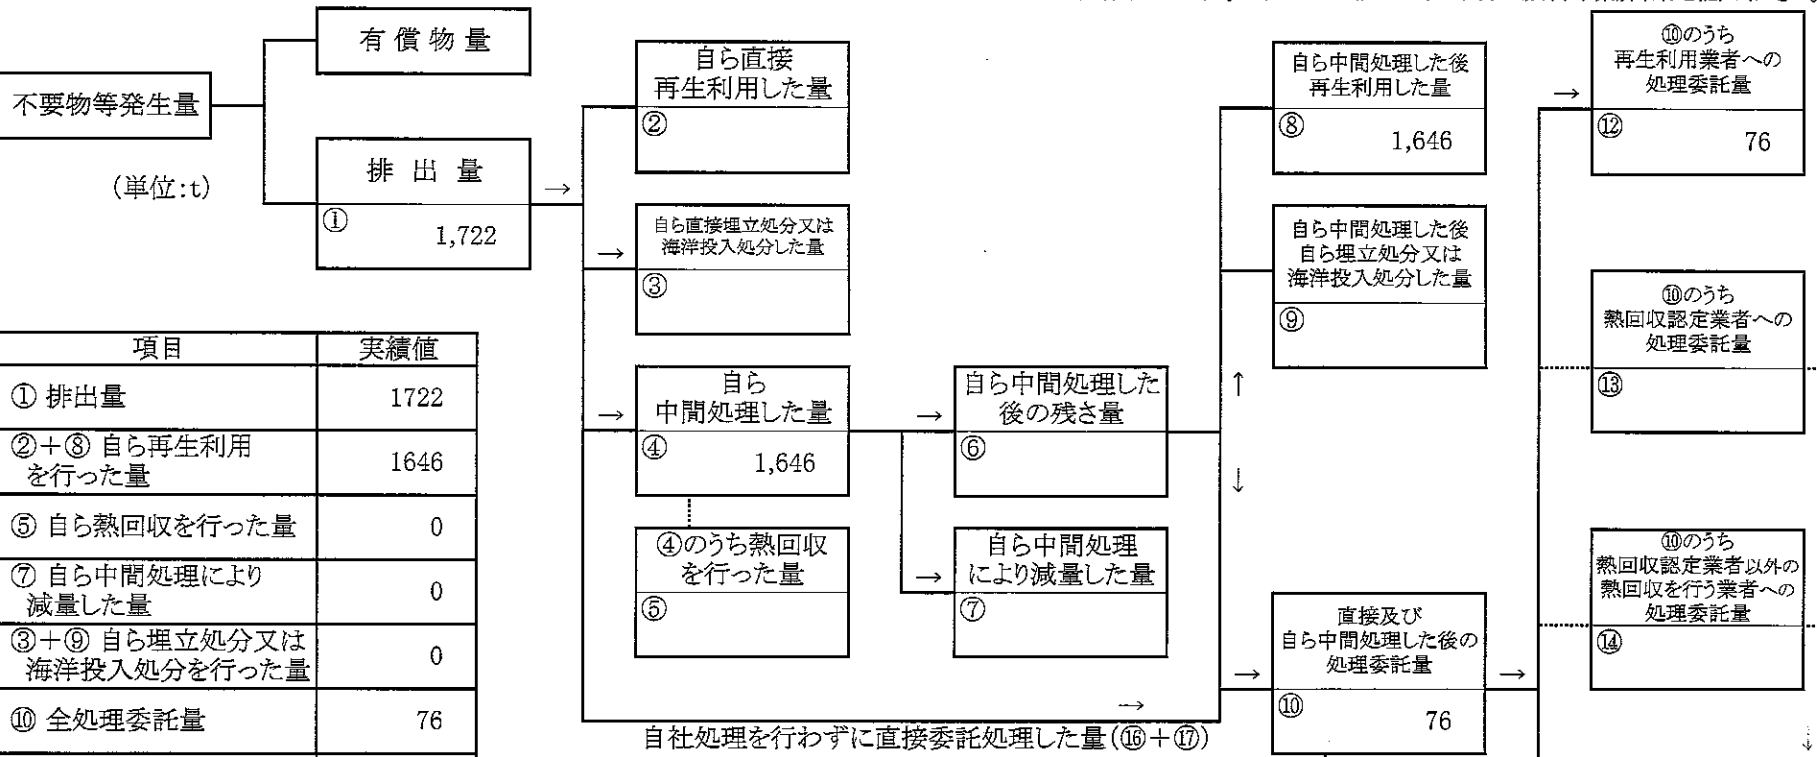 有償物量
不要物等発生量
(単位:t)
排出量
①
1,722
→
自ら直接
再生利用した量
②
→
自ら直接埋立処分又は
海洋投入処分した量
③
→
自ら
中間処理した量
④
1,646
④のうち熱回収
を行った量
⑤
→
自ら中間処理した
後の残さ量
⑥
→
自ら中間処理
により減量した量
⑦
自ら中間処理した後
再生利用した量
⑧
1,646
自ら中間処理した後
自ら埋立処分又は
海洋投入処分した量
⑨
↑
↓
→
直接及び
自ら中間処理した後の
処理委託量
⑩
76
→
→
自社処理を行わずに直接委託処理した量(⑯+⑰)
→
⑩のうち
再生利用業者への
処理委託量
⑫
76
⑩のうち
熱回収認定業者への
処理委託量
⑬
⑩のうち
熱回収認定業者以外の
熱回収を行う業者への
処理委託量
⑭
↓
項目 実績値
① 排出量 1722
②+⑧ 自ら再生利用
を行った量 1646
⑤ 自ら熱回収を行った量 0
⑦ 自ら中間処理により
減量した量 0
③+⑨ 自ら埋立処分又は
海洋投入処分を行った量 0
⑩ 全処理委託量 76